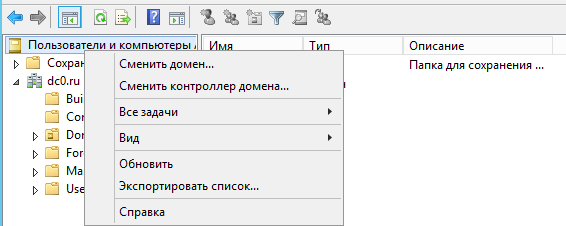 Пользователи и компьютеры
Имя Тип Описание
Сменить домен...
Папка для сохранения ...
dc0.ru
Сменить контроллер домена...
Все задачи
Вид
Обновить
Экспортировать список...
Справка